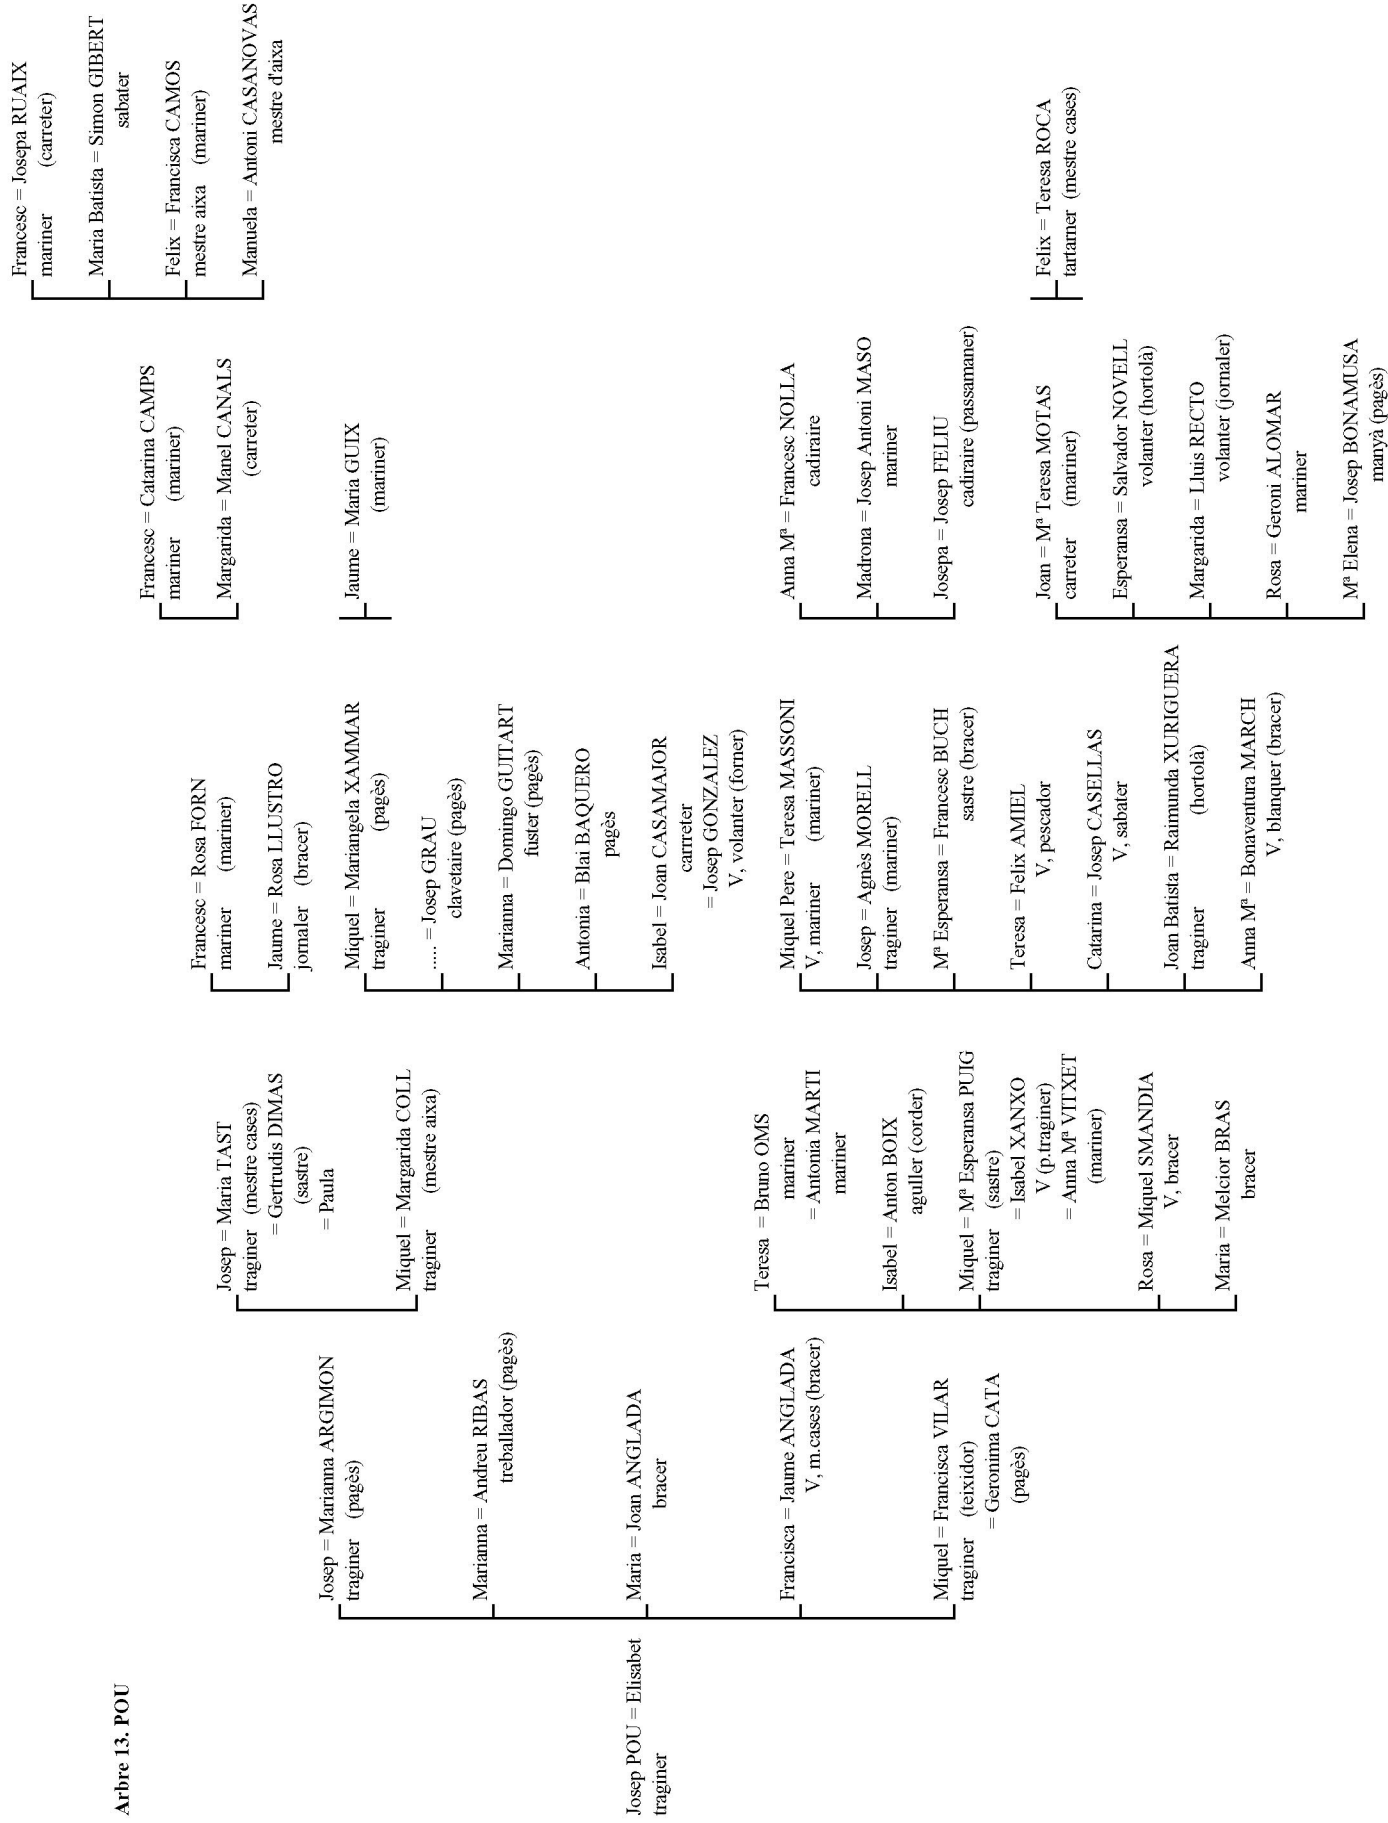 Arbre 13. POU
Josep POU = Elisabet
traginer
Josep = Marianna ARGIMON
traginer (pagès)
Marianna = Andreu RIBAS
treballador (pagès)
Maria = Joan ANGLADA
bracer
Francisca = Jaume ANGLADA
V, m.cases (bracer)
Miquel = Francisca VILAR
traginer (teixidor)
= Geronima CATA
(pagès)
Josep = Maria TAST
traginer (mestre cases)
= Gertrudis DIMAS
(sastre)
= Paula
Miquel = Margarida COLL
traginer (mestre aixa)
Teresa = Bruno OMS
mariner
= Antonia MARTI
mariner
Isabel = Anton BOIX
aguller (corder)
Miquel = Mª Esperansa PUIG
traginer (sastre)
= Isabel XANXO
V (p.traginer)
= Anna Mª VITXET
(mariner)
Rosa = Miquel SMANDIA
V, bracer
Maria = Melcior BRAS
bracer
Francesc = Rosa FORN
mariner (mariner)
Jaume = Rosa LLUSTRO
jornaler (bracer)
Miquel = Mariangela XAMMAR
traginer (pagès)
..... = Josep GRAU
clavetaire (pagès)
Marianna = Domingo GUITART
fuster (pagès)
Antonia = Blai BAQUERO
pagès
Isabel = Joan CASAMAJOR
carreter
= Josep GONZALEZ
V, volanter (forner)
Miquel Pere = Teresa MASSONI
V, mariner (mariner)
Josep = Agnès MORELL
traginer (mariner)
Mª Esperansa = Francesc BUCH
sastre (bracer)
Teresa = Felix AMIEL
V, pescador
Catarina = Josep CASELLAS
V, sabater
Joan Batista = Raimunda XURIGUERA
traginer (hortolà)
Anna Mª = Bonaventura MARCH
V, blanquer (bracer)
Francesc = Catarina CAMPS
mariner (mariner)
Margarida = Manel CANALS
(carreter)
Jaume = Maria GUIX
(mariner)
Anna Mª = Francesc NOLLA
cadiraire
Madrona = Josep Antoni MASO
mariner
Josepa = Josep FELIU
cadiraire (passamaner)
Joan = Mª Teresa MOTAS
carreter (mariner)
Esperansa = Salvador NOVELL
volanter (hortolà)
Margarida = Lluis RECTO
volanter (jornaler)
Rosa = Geroni ALOMAR
mariner
Mª Elena = Josep BONAMUSA
manyà (pagès)
Francesc = Josepa RUAIX
mariner (carreter)
Maria Batista = Simon GIBERT
sabater
Felix = Francisca CAMOS
mestre aixa (mariner)
Manuela = Antoni CASANOVAS
mestre d'aixa
Felix = Teresa ROCA
tartarner (mestre cases)